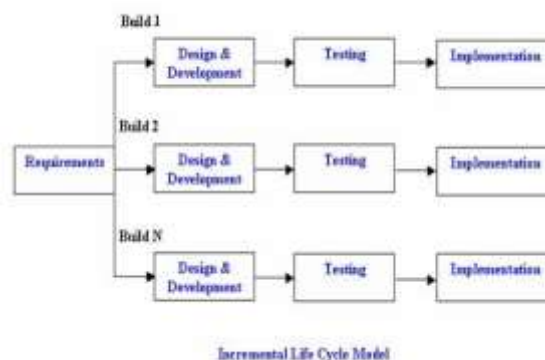 Build 1
Design &
Development
Testing
Implementation
Build 2
Requirements
Design &
Development
Testing
Implementation
Build N
Design &
Development
Testing
Implementation
Incremental Life Cycle Model